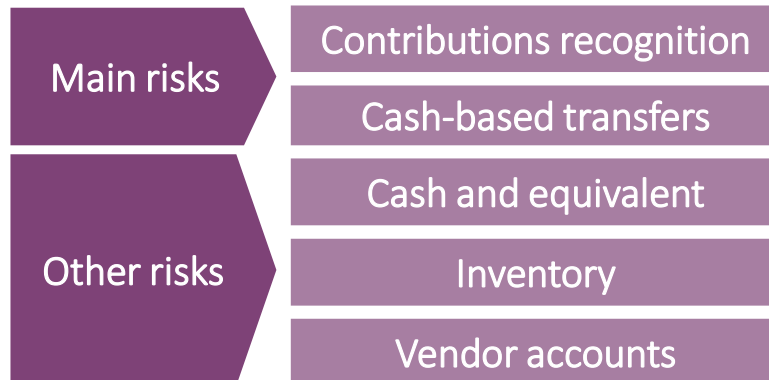 Main risks
Contributions recognition
Cash-based transfers
Other risks
Cash and equivalent
Inventory
Vendor accounts